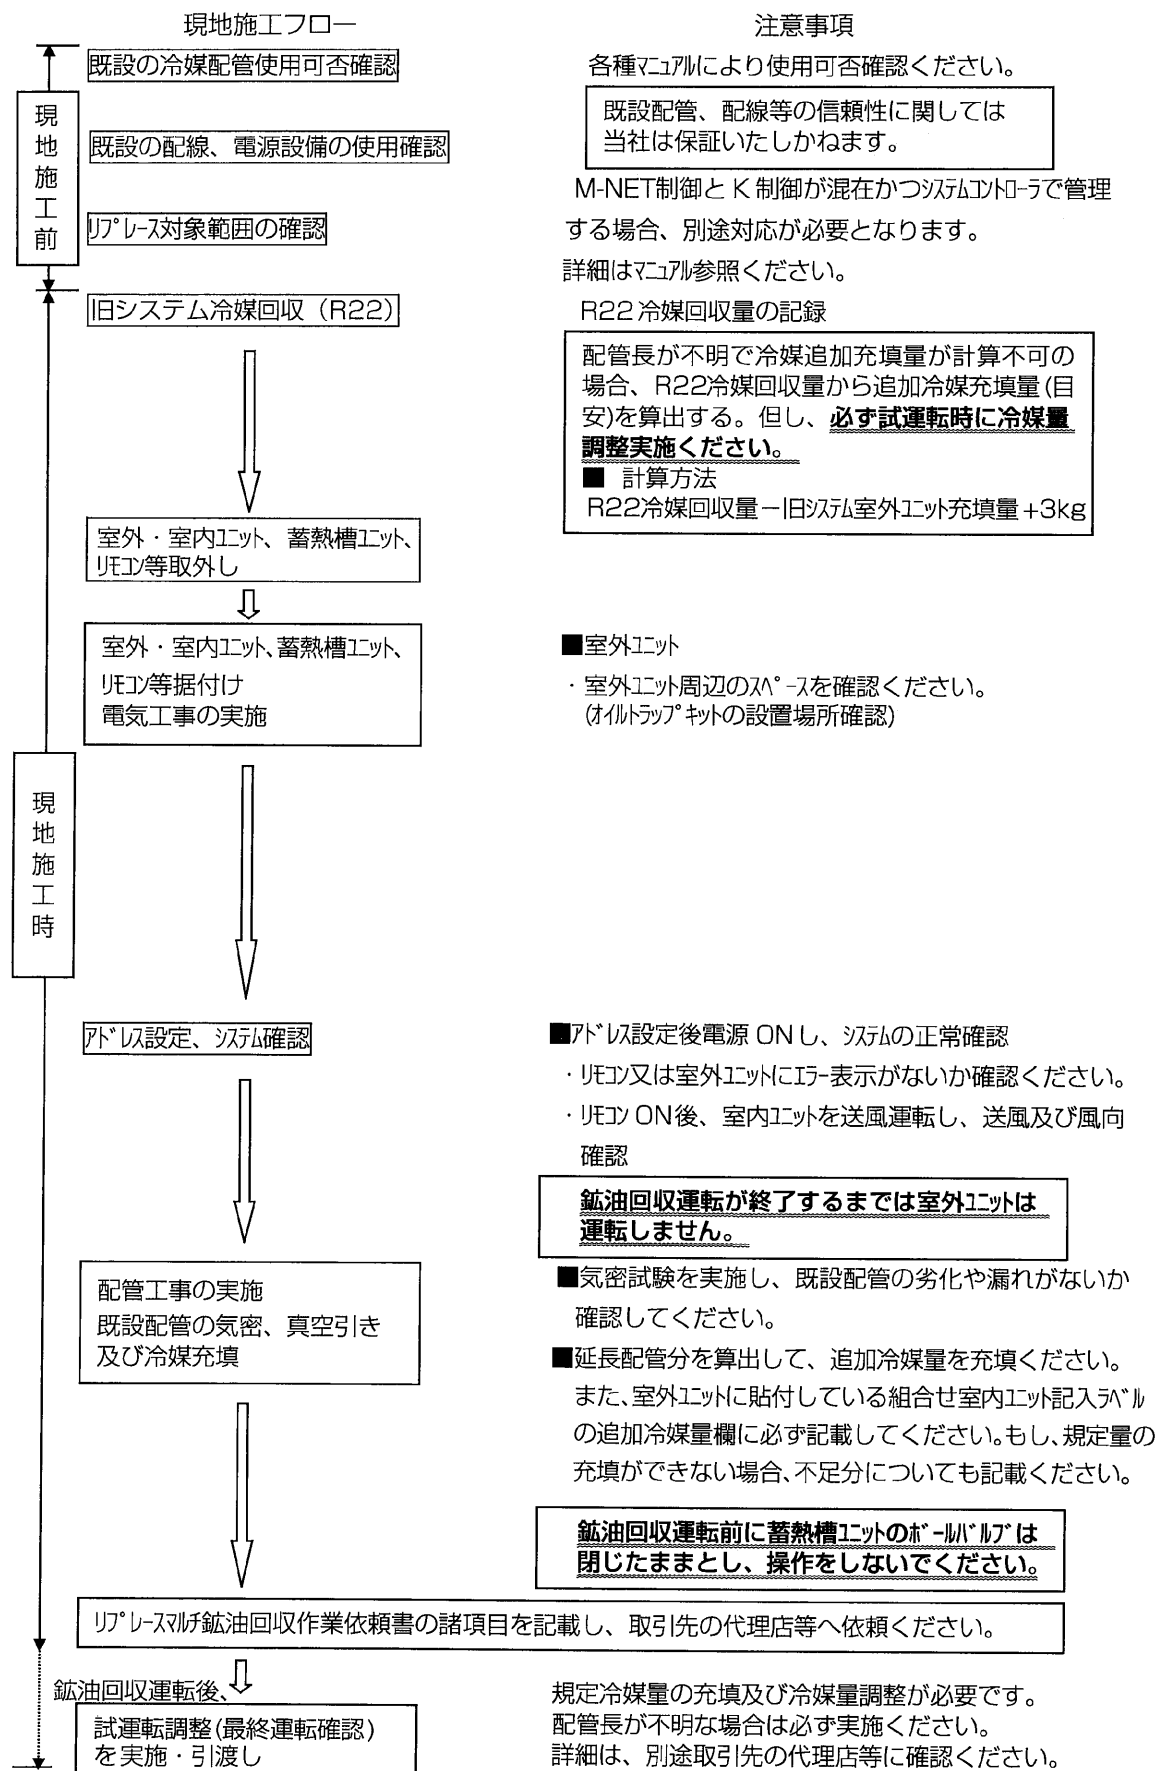 現地施工フロー
注意事項
現地施工前
既設の冷媒配管使用可否確認
各種ﾏﾆｭｱﾙにより使用可否確認ください。
既設配管、配線等の信頼性に関しては
当社は保証いたしかねます。
既設の配線、電源設備の使用確認
M-NET制御とK制御が混在かつｼｽﾃﾑｺﾝﾄﾛｰﾗで管理
する場合、別途対応が必要となります。
詳細はﾏﾆｭｱﾙ参照ください。
ﾘﾌﾟﾚｰｽ対象範囲の確認
現地施工時
旧システム冷媒回収（R22）
R22冷媒回収量の記録
配管長が不明で冷媒追加充填量が計算不可の
場合、R22冷媒回収量から追加冷媒充填量(目
安)を算出する。但し、必ず試運転時に冷媒量
調整実施ください。
■ 計算方法
R22冷媒回収量－旧ｼｽﾃﾑ室外ﾕﾆｯﾄ充填量+3kg
室外・室内ﾕﾆｯﾄ、蓄熱槽ﾕﾆｯﾄ、
ﾘﾓｺﾝ等取外し
室外・室内ﾕﾆｯﾄ、蓄熱槽ﾕﾆｯﾄ、
ﾘﾓｺﾝ等据付け
電気工事の実施
■室外ﾕﾆｯﾄ
・室外ﾕﾆｯﾄ周辺のｽﾍﾟｰｽを確認ください。
(ｵｲﾙﾄﾗｯﾌﾟｷｯﾄの設置場所確認)
ｱﾄﾞﾚｽ設定、ｼｽﾃﾑ確認
■ｱﾄﾞﾚｽ設定後電源ONし、ｼｽﾃﾑの正常確認
・ﾘﾓｺﾝ又は室外ﾕﾆｯﾄにｴﾗｰ表示がないか確認ください。
・ﾘﾓｺﾝON後、室内ﾕﾆｯﾄを送風運転し、送風及び風向
確認
鉱油回収運転が終了するまでは室外ﾕﾆｯﾄは
運転しません。
配管工事の実施
既設配管の気密、真空引き
及び冷媒充填
■気密試験を実施し、既設配管の劣化や漏れがないか
確認してください。
■延長配管分を算出して、追加冷媒量を充填ください。
また、室外ﾕﾆｯﾄに貼付している組合せ室内ﾕﾆｯﾄ記入ﾗﾍﾞﾙ
の追加冷媒量欄に必ず記載してください。もし、規定量の
充填ができない場合、不足分についても記載ください。
鉱油回収運転前に蓄熱槽ﾕﾆｯﾄのﾎﾞｰﾙﾊﾞﾙﾌﾞは
閉じたままとし、操作をしないでください。
ﾘﾌﾟﾚｰｽﾏﾙﾁ鉱油回収作業依頼書の諸項目を記載し、取引先の代理店等へ依頼ください。
鉱油回収運転後、
試運転調整(最終運転確認)
を実施・引渡し
規定冷媒量の充填及び冷媒量調整が必要です。
配管長が不明な場合は必ず実施ください。
詳細は、別途取引先の代理店等に確認ください。